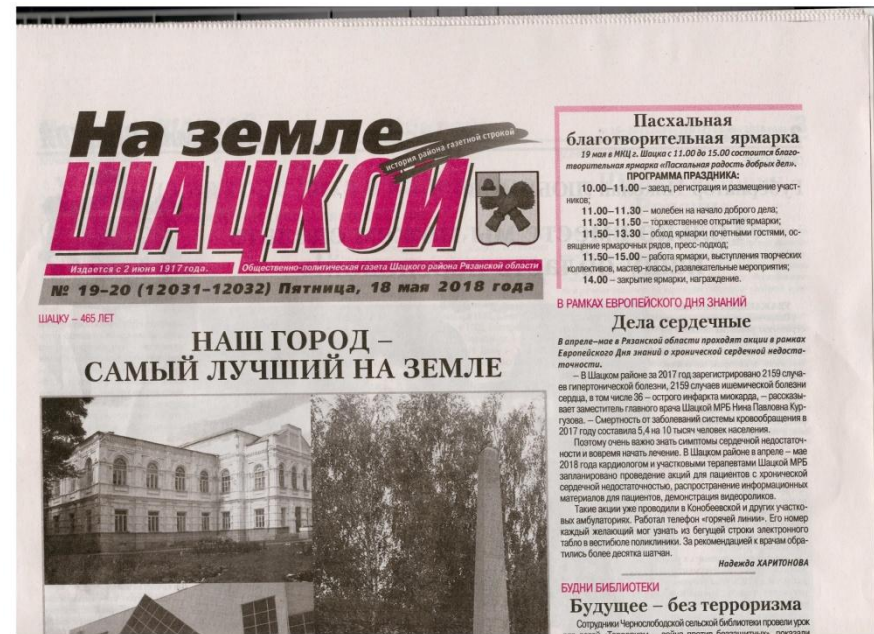 На земле
ШАЦКОЙ
история района газетной строкой
Издается с 2 июня 1917 года.
Общественно-политическая газета Шацкого района Рязанской области
№ 19–20 (12031–12032) Пятница, 18 мая 2018 года
ШАЦКУ – 465 ЛЕТ
НАШ ГОРОД –
САМЫЙ ЛУЧШИЙ НА ЗЕМЛЕ
Пасхальная
благотворительная ярмарка
19 мая в МКЦ г. Шацка с 11.00 до 15.00 состоится благо-
творительная ярмарка «Пасхальная радость добрых дел».
ПРОГРАММА ПРАЗДНИКА:
10.00–11.00 – заезд, регистрация и размещение участ-
ников;
11.00–11.30 – молебен на начало доброго дела;
11.30–11.50 – торжественное открытие ярмарки;
11.50–13.30 – обход ярмарки почетными гостями, ос-
вящение ярмарочных рядов, пресс-подход;
11.50–15.00 – работа ярмарки, выступления творческих
коллективов, мастер-классы, развлекательные мероприятия;
14.00 – закрытие ярмарки, награждение.
В РАМКАХ ЕВРОПЕЙСКОГО ДНЯ ЗНАНИЙ
Дела сердечные
В апреле–мае в Рязанской области проходят акции в рамках
Европейского Дня знаний о хронической сердечной недоста-
точности.
– В Шацком районе за 2017 год зарегистрировано 2159 случа-
ев гипертонической болезни, 2159 случаев ишемической болезни
сердца, в том числе 36 – острого инфаркта миокарда, – рассказы-
вает заместитель главного врача Шацкой МРБ Нина Павловна Кур-
гузова. – Смертность от заболеваний системы кровообращения в
2017 году составила 5,4 на 10 тысяч человек населения.
Поэтому очень важно знать симптомы сердечной недостаточ-
ности и вовремя начать лечение. В Шацком районе в апреле – мае
2018 года кардиологом и участковыми терапевтами Шацкой МРБ
запланировано проведение акций для пациентов с хронической
сердечной недостаточностью, распространение информационных
материалов для пациентов, демонстрация видеороликов.
Такие акции уже проводили в Конобеевской и других участко-
вых амбулаториях. Работал телефон «горячей линии». Его номер
каждый желающий мог узнать из бегущей строки электронного
табло в вестибюле поликлиники. За рекомендацией к врачам обра-
тились более десятка шатчан.
Надежда ХАРИТОНОВА
БУДНИ БИБЛИОТЕКИ
Будущее – без терроризма
Сотрудники Чернослободской сельской библиотеки провели урок